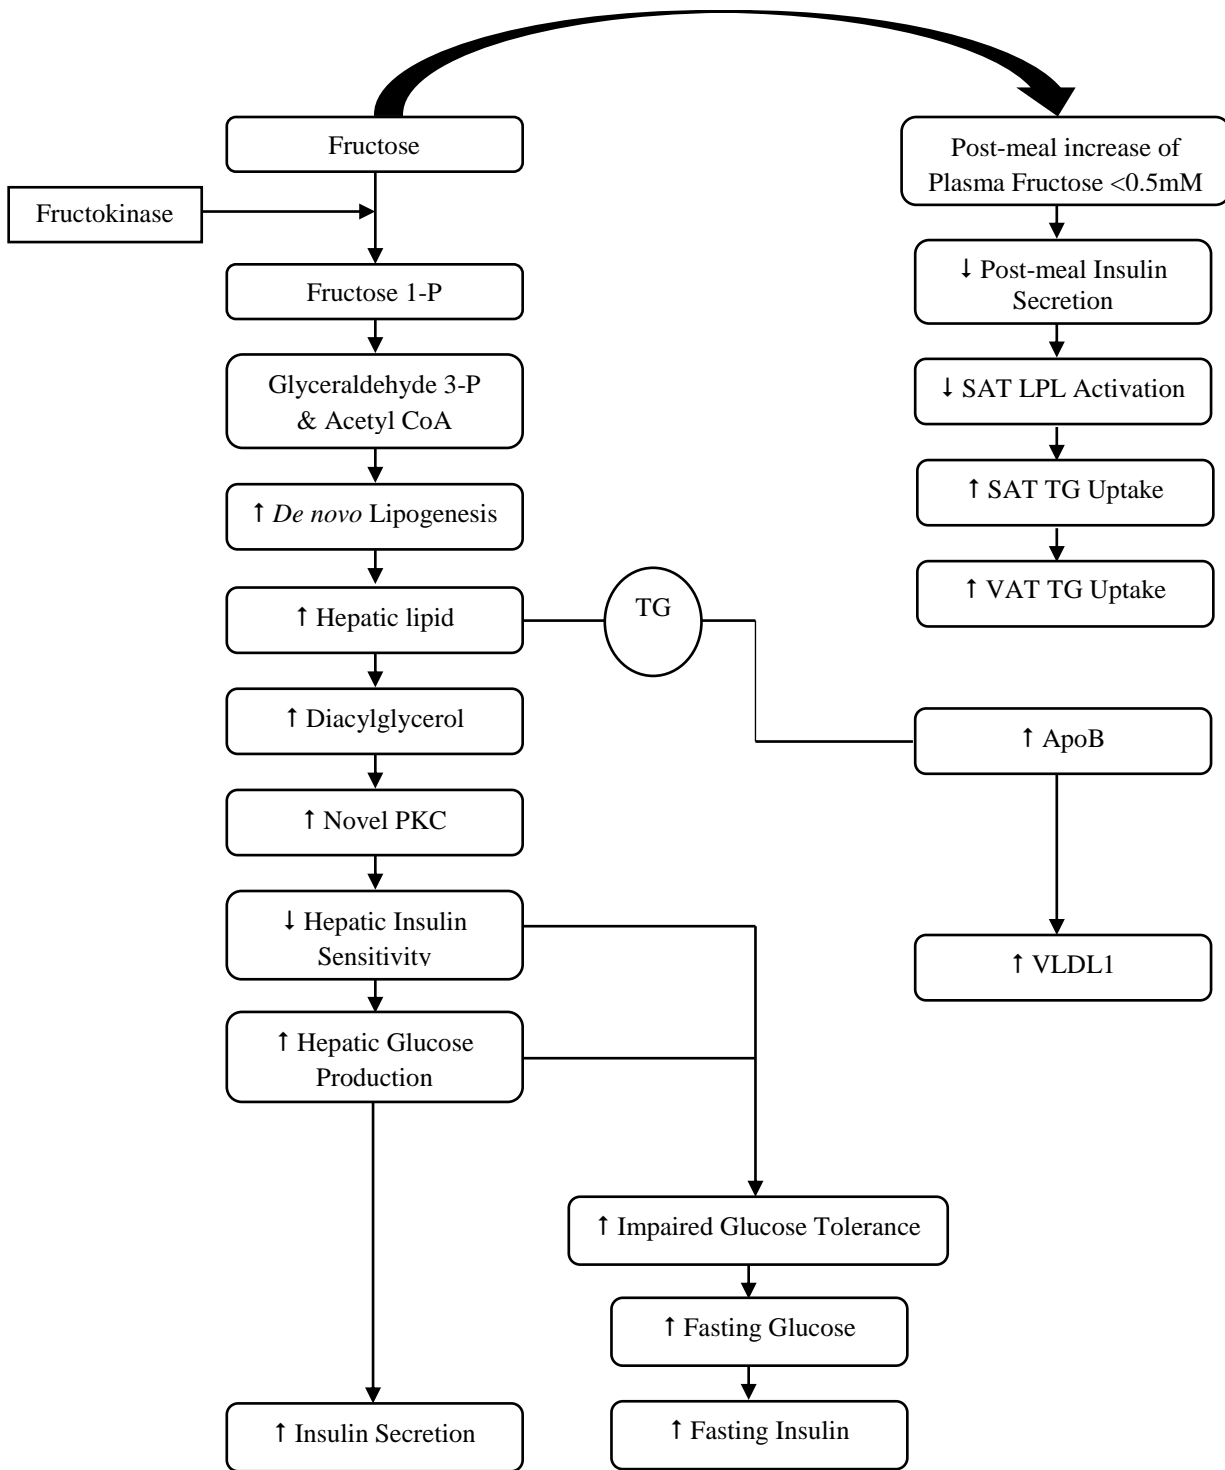 Fructose
Fructokinase
Fructose 1-P
Glyceraldehyde 3-P
& Acetyl CoA
↑ De novo Lipogenesis
↑ Hepatic lipid
TG
↑ Diacylglycerol
↑ Novel PKC
↓ Hepatic Insulin
Sensitivity
↑ Hepatic Glucose
Production
↑ Insulin Secretion
↑ Impaired Glucose Tolerance
↑ Fasting Glucose
↑ Fasting Insulin
Post-meal increase of
Plasma Fructose <0.5mM
↓ Post-meal Insulin
Secretion
↓ SAT LPL Activation
↑ SAT TG Uptake
↑ VAT TG Uptake
↑ ApoB
↑ VLDL1